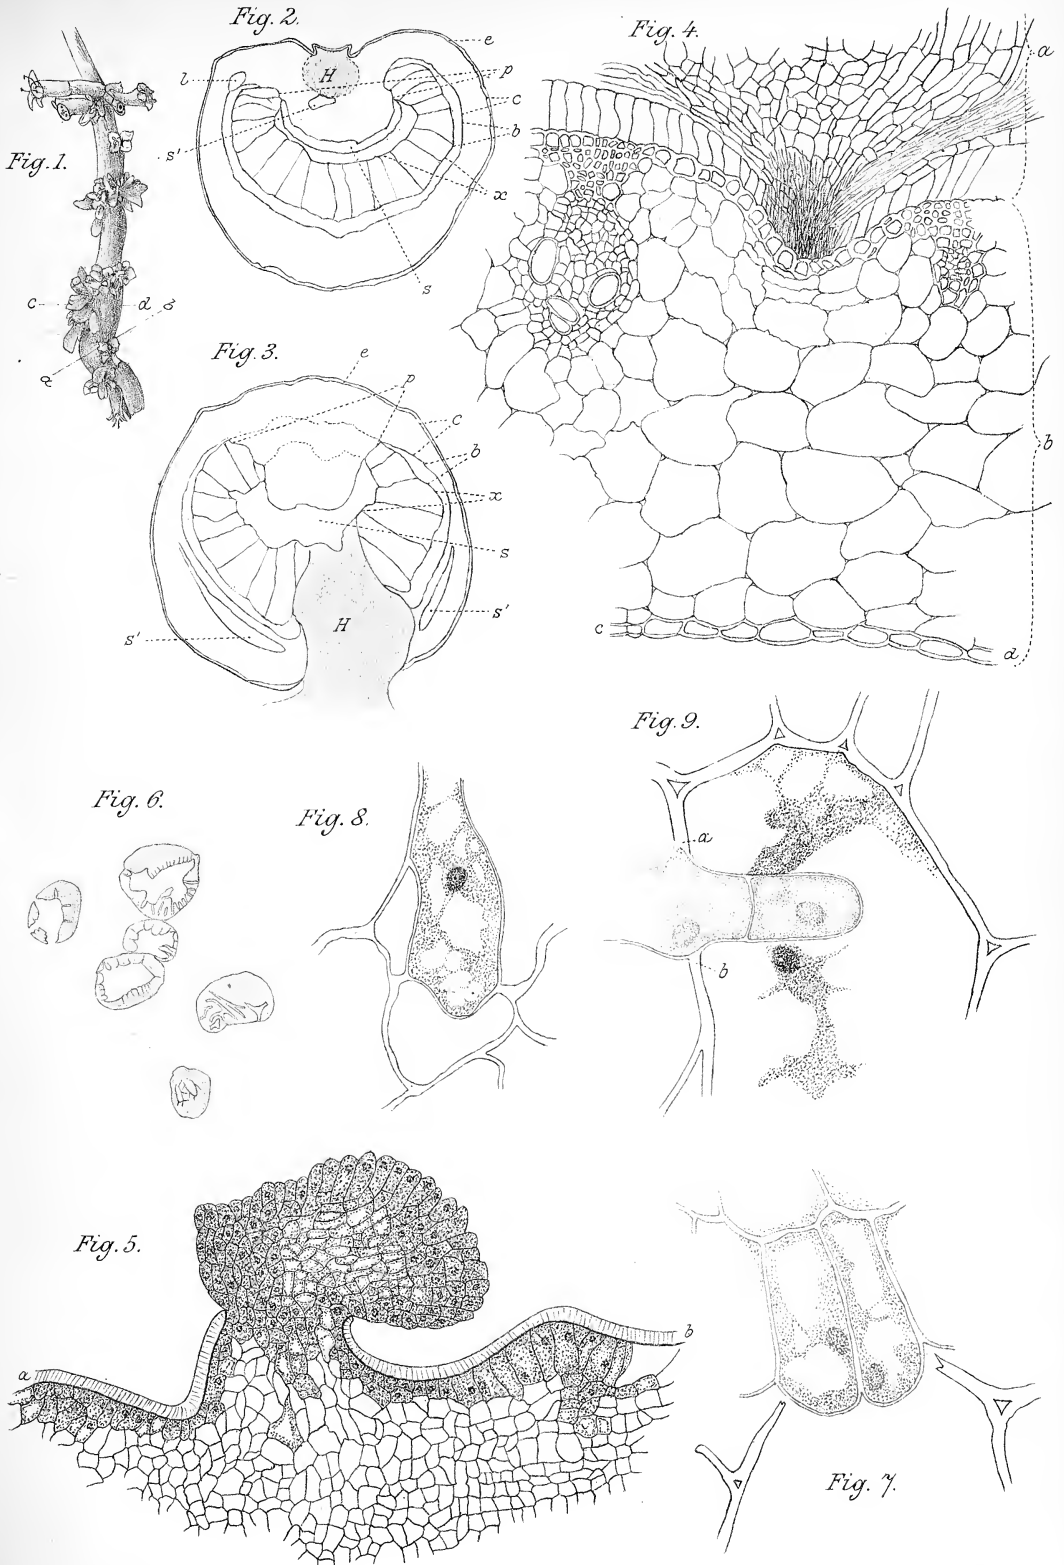 Fig. 1.
c
d
b
a
Fig. 2.
H
l
e
p
c
b
s'
x
s
Fig. 3.
e
p
c
b
x
s
s'
s'
H
Fig. 4.
a
b
c
d
Fig. 6.
Fig. 8.
Fig. 9.
a
b
Fig. 5.
a
b
Fig. 7.